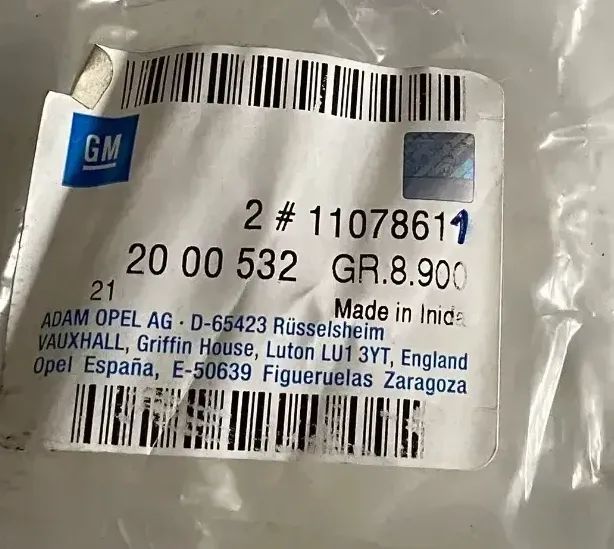 GM
2 # 11078611
20 00 532 GR.8.900
21
Made in Inida
ADAM OPEL AG · D-65423 Rüsselsheim
VAUXHALL, Griffin House, Luton LU1 3YT, England
Opel España, E-50639 Figueruelas Zaragoza